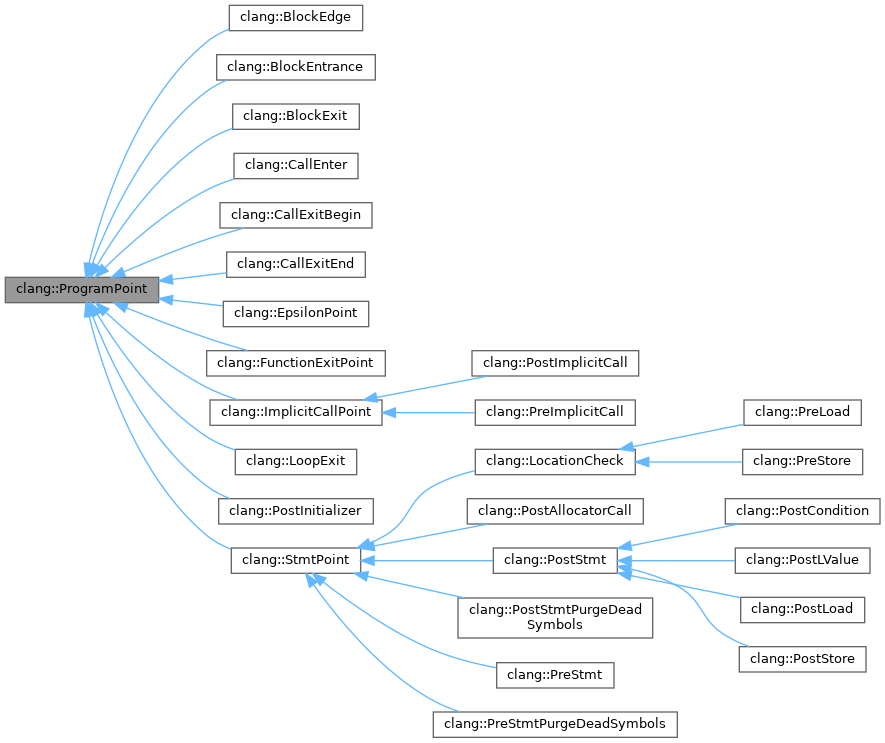 clang::BlockEdge
clang::BlockEntrance
clang::BlockExit
clang::CallEnter
clang::CallExitBegin
clang::CallExitEnd
clang::ProgramPoint
clang::EpsilonPoint
clang::FunctionExitPoint
clang::PostImplicitCall
clang::ImplicitCallPoint
clang::PreImplicitCall
clang::PreLoad
clang::LoopExit
clang::LocationCheck
clang::PreStore
clang::PostInitializer
clang::PostAllocatorCall
clang::PostCondition
clang::StmtPoint
clang::PostStmt
clang::PostLValue
clang::PostStmtPurgeDead
Symbols
clang::PostLoad
clang::PostStore
clang::PreStmt
clang::PreStmtPurgeDeadSymbols